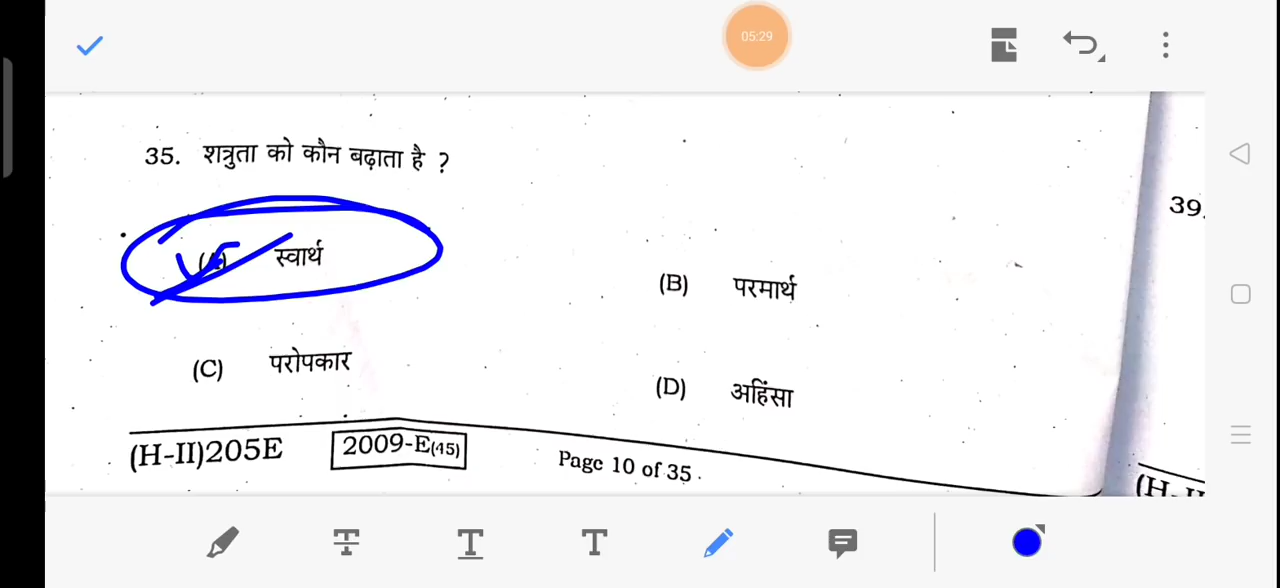 05:29
35. शत्रुता को कौन बढ़ाता है ?
39.
(A) स्वार्थ
(B) परमार्थ
(C) परोपकार
(D) अहिंसा
(H-II)205E 2009-E(45) Page 10 of 35